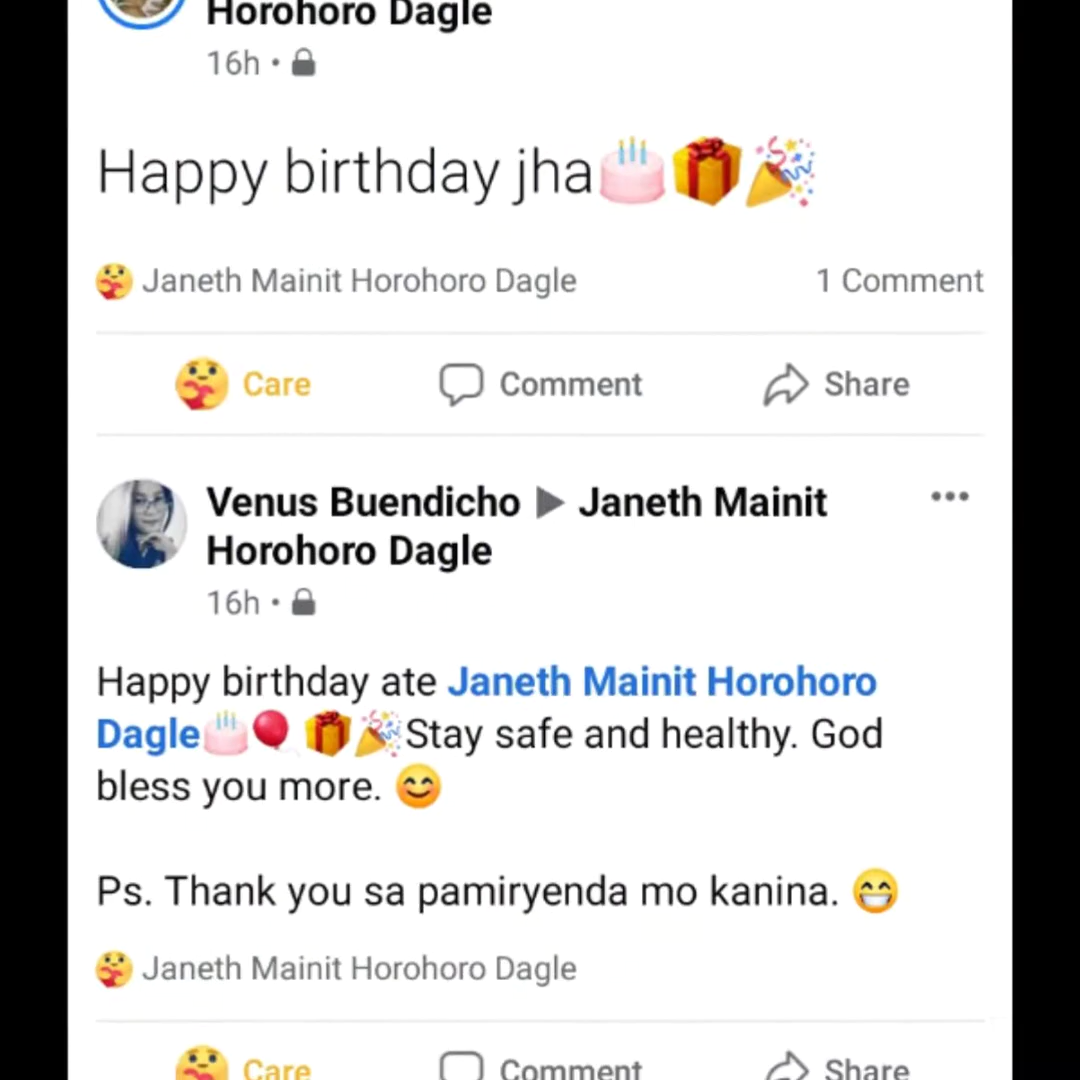 Horohoro Dagle
16h •
Happy birthday jha🎂🎁🎉
Janeth Mainit Horohoro Dagle 1 Comment
Care Comment Share
Venus Buendicho ▶ Janeth Mainit
Horohoro Dagle
16h •
Happy birthday ate Janeth Mainit Horohoro
Dagle🎂🎈🎁🎉Stay safe and healthy. God
bless you more. 😊
Ps. Thank you sa pamiryenda mo kanina. 😁
Janeth Mainit Horohoro Dagle
Care Comment Share